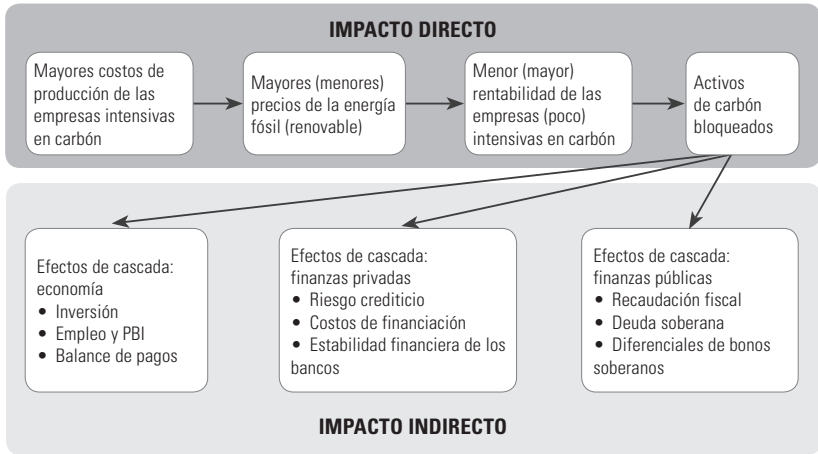 IMPACTO DIRECTO
Mayores costos de
producción de las
empresas intensivas
en carbón
Mayores (menores)
precios de la energía
fósil (renovable)
Menor (mayor)
rentabilidad de las
empresas (poco)
intensivas en carbón
Activos
de carbón
bloqueados
Efectos de cascada:
economía
• Inversión
• Empleo y PBI
• Balance de pagos
Efectos de cascada:
finanzas privadas
• Riesgo crediticio
• Costos de financiación
• Estabilidad financiera de los
bancos
Efectos de cascada:
finanzas públicas
• Recaudación fiscal
• Deuda soberana
• Diferenciales de bonos
soberanos
IMPACTO INDIRECTO